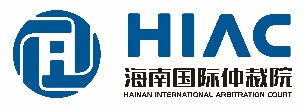 HIAC
海南国际仲裁院
HAINAN INTERNATIONAL ARBITRATION COURT